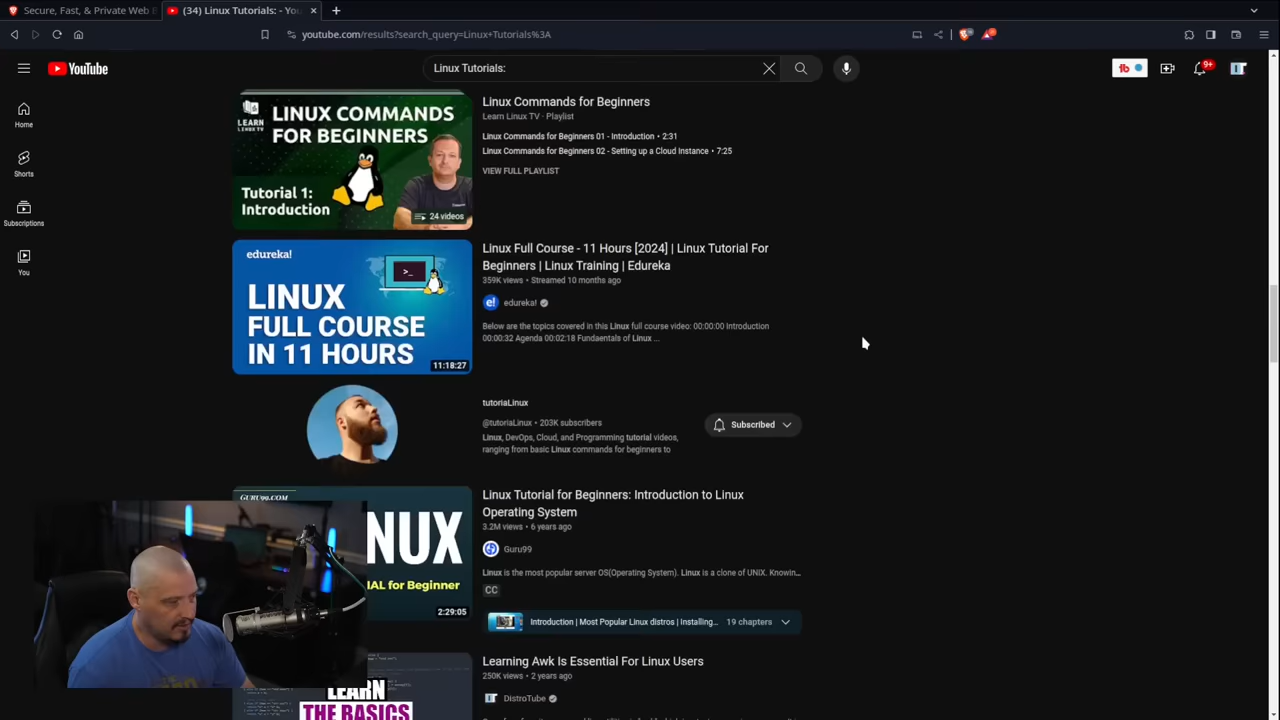 Secure, Fast, & Private Web B
(34) Linux Tutorials: - You
youtube.com/results?search_query=Linux+Tutorials%3A
YouTube
Linux Tutorials:
9+
Home
Shorts
Subscriptions
You
LEARN
LINUX TV
LINUX COMMANDS
FOR BEGINNERS
Tutorial 1:
Introduction
24 videos
Linux Commands for Beginners
Learn Linux TV · Playlist
Linux Commands for Beginners 01 - Introduction • 2:31
Linux Commands for Beginners 02 - Setting up a Cloud Instance • 7:25
VIEW FULL PLAYLIST
edureka!
>_
LINUX
FULL COURSE
IN 11 HOURS
11:18:27
Linux Full Course - 11 Hours [2024] | Linux Tutorial For
Beginners | Linux Training | Edureka
359K views • Streamed 10 months ago
e! edureka!
Below are the topics covered in this Linux full course video: 00:00:00 Introduction
00:00:32 Agenda 00:02:18 Fundaentals of Linux ...
tutoriaLinux
@tutoriaLinux • 203K subscribers
Linux, DevOps, Cloud, and Programming tutorial videos,
ranging from basic Linux commands for beginners to
Subscribed
GURU99.COM
NUX
IAL for Beginner
2:29:05
Linux Tutorial for Beginners: Introduction to Linux
Operating System
3.2M views • 6 years ago
Guru99
Linux is the most popular server OS(Operating System). Linux is a clone of UNIX. Knowin...
CC
Introduction | Most Popular Linux distros | Installing...
19 chapters
LEARN
THE BASICS
Learning Awk Is Essential For Linux Users
250K views • 2 years ago
DT DistroTube